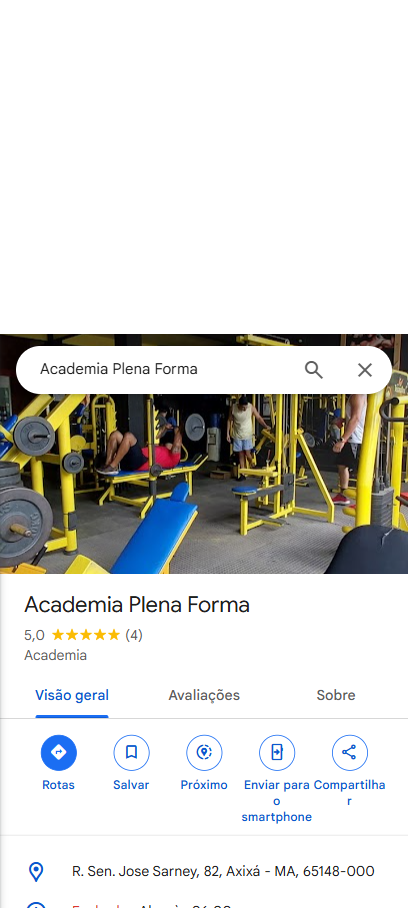 Academia Plena Forma
Academia Plena Forma
5,0 (4)
Academia
Visão geral Avaliações Sobre
Rotas Salvar Próximo Enviar para o smartphone Compartilhar
R. Sen. Jose Sarney, 82, Axixá - MA, 65148-000